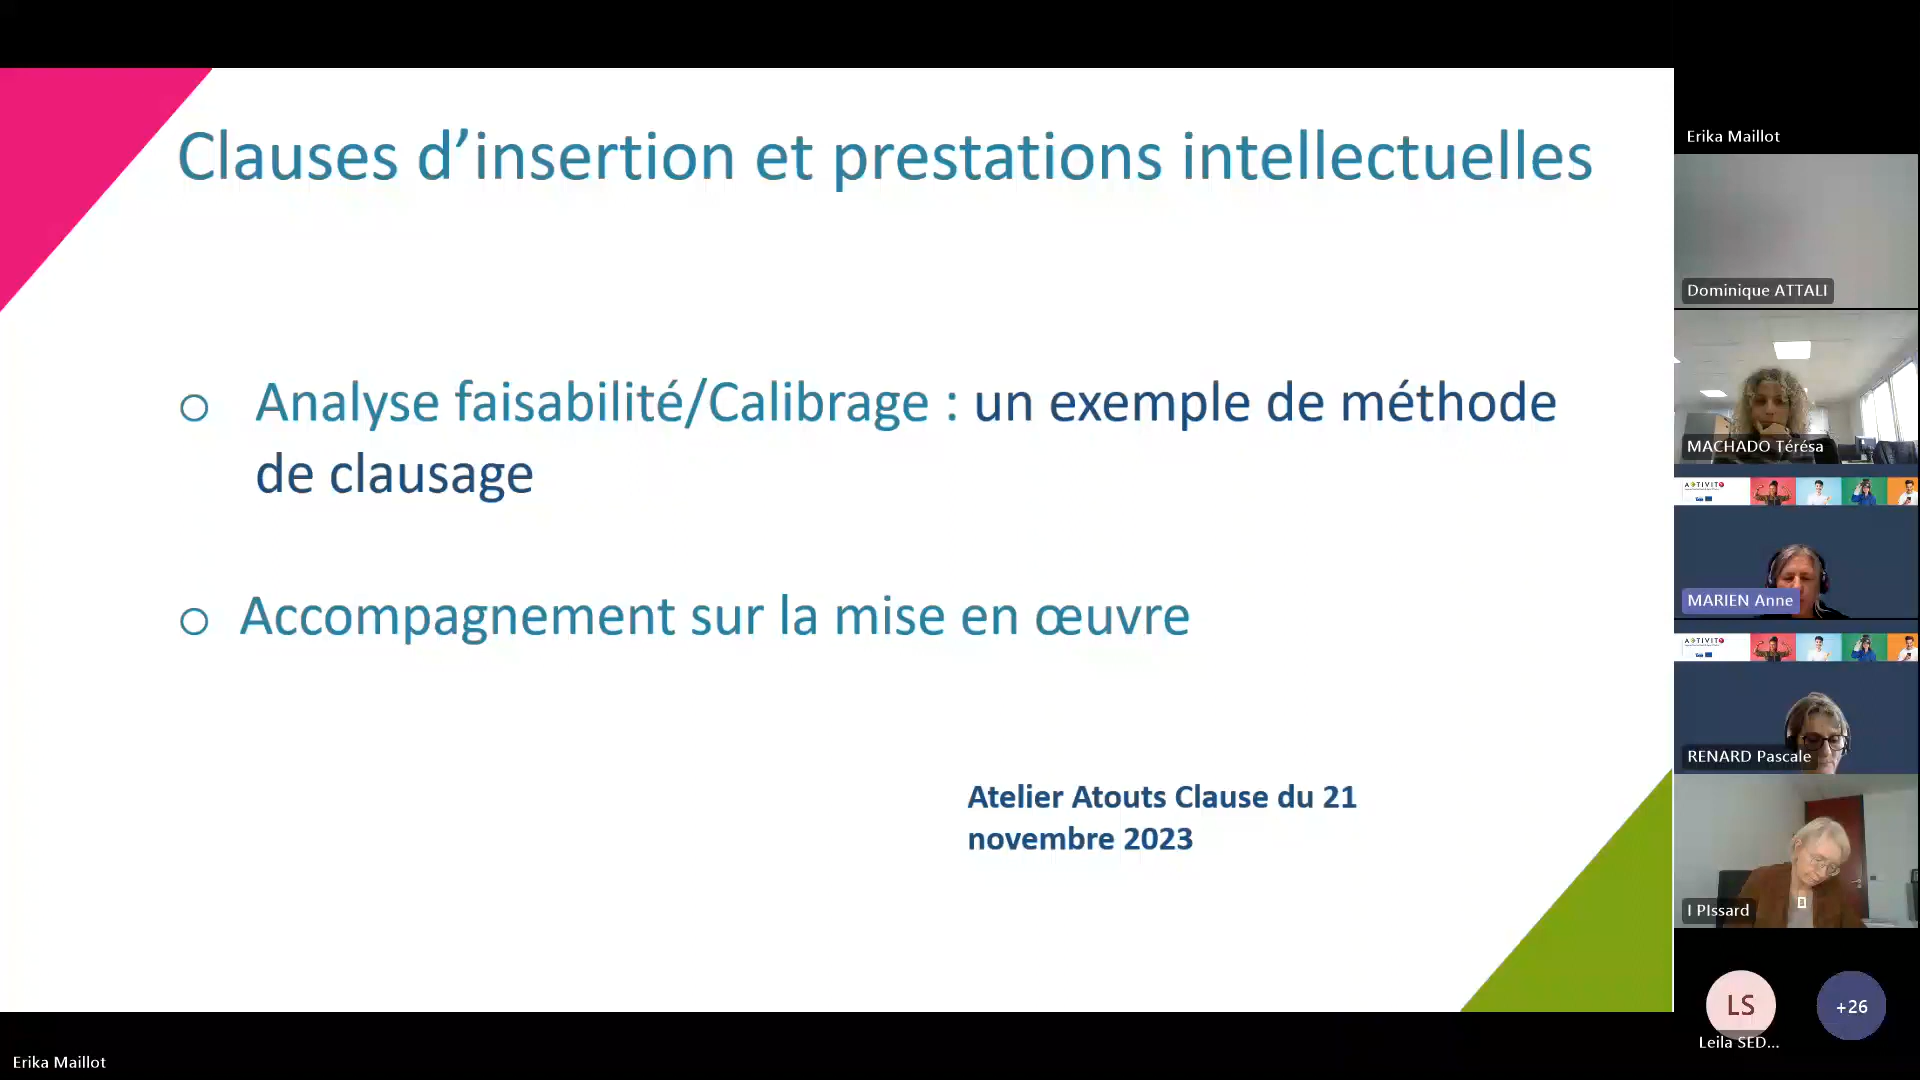 Clauses d’insertion et prestations intellectuelles
o Analyse faisabilité/Calibrage : un exemple de méthode
de clausage
o Accompagnement sur la mise en œuvre
Atelier Atouts Clause du 21
novembre 2023
Erika Maillot
Erika Maillot
Dominique ATTALI
MACHADO Térésa
ACTIVITY
MARIEN Anne
ACTIVITY
RENARD Pascale
I PIssard
LS
Leila SED...
+26